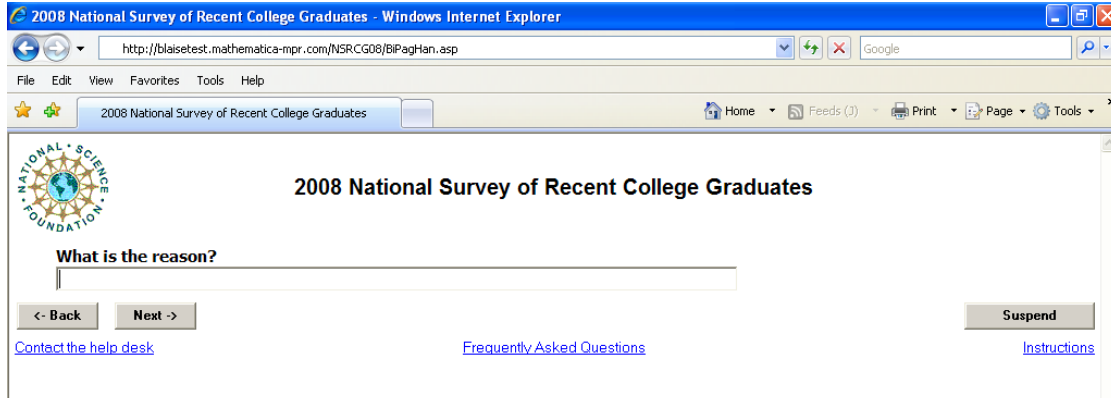 2008 National Survey of Recent College Graduates - Windows Internet Explorer
http://blaisetest.mathematica-mpr.com/NSRCG08/BiPagHan.asp
Google
File Edit View Favorites Tools Help
2008 National Survey of Recent College Graduates
Home Feeds (J) Print Page Tools
NATIONAL · SCIENCE · FOUNDATION ·
2008 National Survey of Recent College Graduates
What is the reason?
<- Back Next -> Suspend
Contact the help desk Frequently Asked Questions Instructions